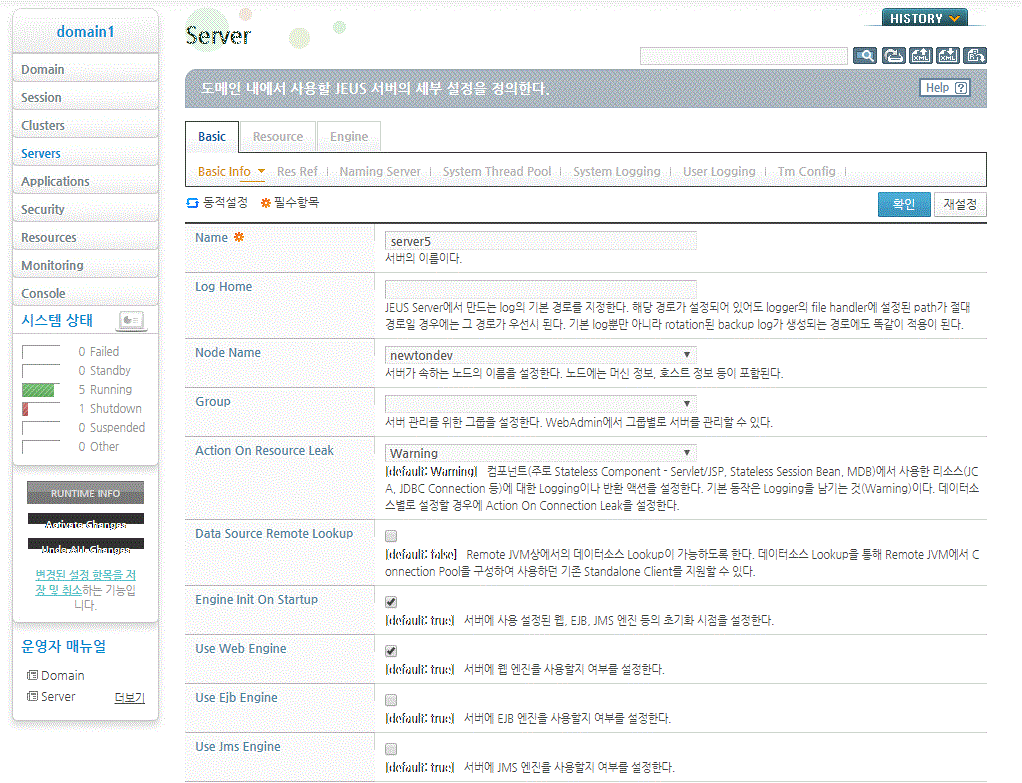 domain1
Domain
Session
Clusters
Servers
Applications
Security
Resources
Monitoring
Console
시스템 상태
0 Failed
0 Standby
5 Running
1 Shutdown
0 Suspended
0 Other
RUNTIME INFO
Activate Changes
Undo All Changes
변경된 설정 항목을 저
장 및 취소하는 기능입
니다.
운영자 매뉴얼
Domain
Server 더보기
Server
HISTORY
도메인 내에서 사용할 JEUS 서버의 세부 설정을 정의한다.
Help [?]
Basic Resource Engine
Basic Info Res Ref | Naming Server | System Thread Pool | System Logging | User Logging | Tm Config |
동적설정 필수항목 확인 재설정
Name server5
서버의 이름이다.
Log Home
JEUS Server에서 만드는 log의 기본 경로를 지정한다. 해당 경로가 설정되어 있어도 logger의 file handler에 설정된 path가 절대
경로일 경우에는 그 경로가 우선시 된다. 기본 log뿐만 아니라 rotation된 backup log가 생성되는 경로에도 똑같이 적용이 된다.
Node Name newtondev
서버가 속하는 노드의 이름을 설정한다. 노드에는 머신 정보, 호스트 정보 등이 포함된다.
Group
서버 관리를 위한 그룹을 설정한다. WebAdmin에서 그룹별로 서버를 관리할 수 있다.
Action On Resource Leak Warning
[default: Warning] 컴포넌트(주로 Stateless Component - Servlet/JSP, Stateless Session Bean, MDB)에서 사용한 리소스(JC
A, JDBC Connection 등)에 대한 Logging이나 반환 액션을 설정한다. 기본 동작은 Logging을 남기는 것(Warning)이다. 데이터소
스별로 설정할 경우에 Action On Connection Leak을 설정한다.
Data Source Remote Lookup
[default: false] Remote JVM상에서의 데이터소스 Lookup이 가능하도록 한다. 데이터소스 Lookup을 통해 Remote JVM에서 C
onnection Pool을 구성하여 사용하던 기존 Standalone Client를 지원할 수 있다.
Engine Init On Startup
[default: true] 서버에 사용 설정된 웹, EJB, JMS 엔진 등의 초기화 시점을 설정한다.
Use Web Engine
[default: true] 서버에 웹 엔진을 사용할지 여부를 설정한다.
Use Ejb Engine
[default: true] 서버에 EJB 엔진을 사용할지 여부를 설정한다.
Use Jms Engine
[default: true] 서버에 JMS 엔진을 사용할지 여부를 설정한다.